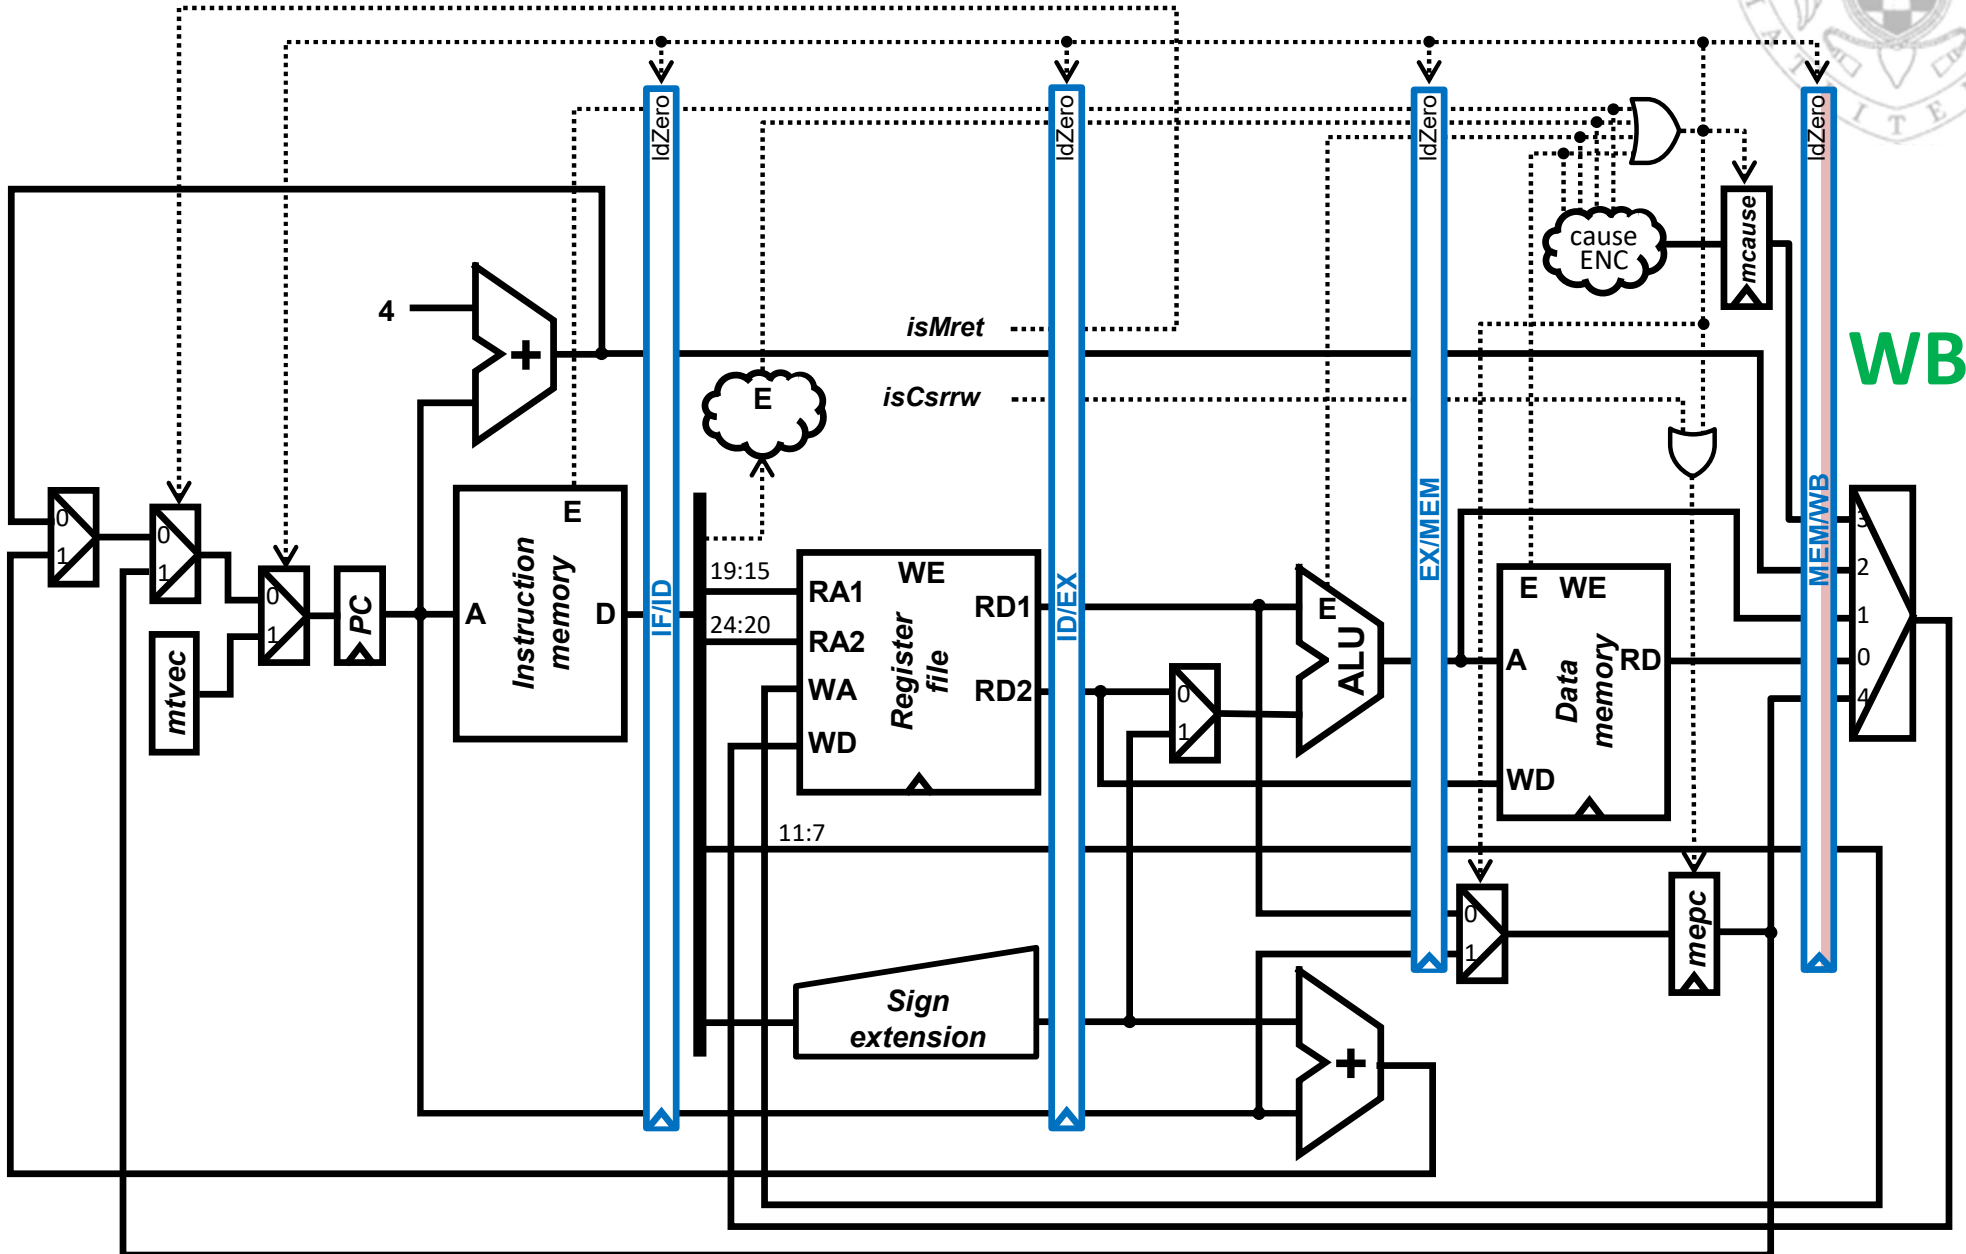 ldZero
ldZero
ldZero
ldZero
cause
ENC
mcause
4
+
isMret
WB
E
isCsrrw
0
1
0
1
0
1
mtvec
PC
E
A
Instruction
memory
D
IF/ID
19:15
24:20
RA1
RA2
WA
WD
WE
Register
file
RD1
RD2
ID/EX
0
1
E
ALU
EX/MEM
E WE
A
Data
memory
RD
WD
MEM/WB
3
2
1
0
4
11:7
0
1
mepc
Sign
extension
+
T
A
T
I
T
E